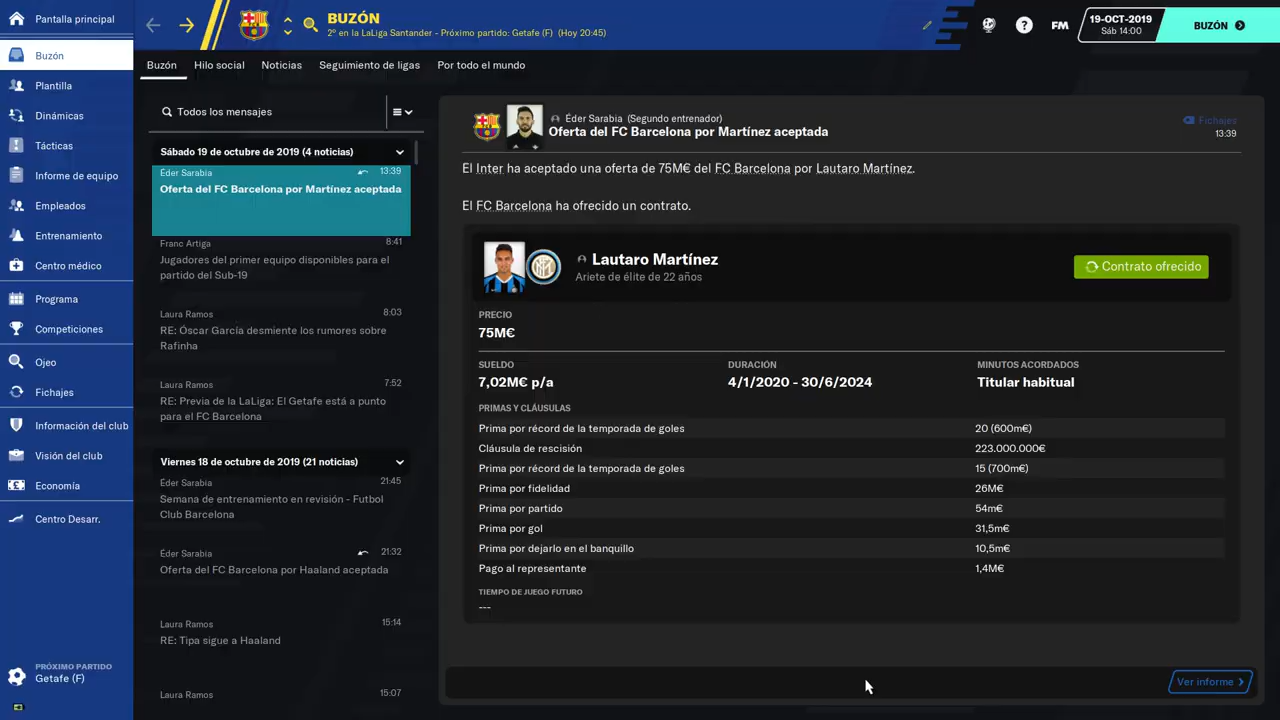 Pantalla principal
Buzón
Plantilla
Dinámicas
Tácticas
Informe de equipo
Empleados
Entrenamiento
Centro médico
Programa
Competiciones
Ojeo
Fichajes
Información del club
Visión del club
Economía
Centro Desarr.
PRÓXIMO PARTIDO
Getafe (F)
BUZÓN
2º en la LaLiga Santander - Próximo partido: Getafe (F) (Hoy 20:45)
?
FM
19-OCT-2019
Sáb 14:00
BUZÓN
Buzón
Hilo social
Noticias
Seguimiento de ligas
Por todo el mundo
Todos los mensajes
Sábado 19 de octubre de 2019 (4 noticias)
Éder Sarabia 13:39
Oferta del FC Barcelona por Martínez aceptada
Franc Artiga 8:41
Jugadores del primer equipo disponibles para el
partido del Sub-19
Laura Ramos 8:03
RE: Óscar García desmiente los rumores sobre
Rafinha
Laura Ramos 7:52
RE: Previa de la LaLiga: El Getafe está a punto
para el FC Barcelona
Viernes 18 de octubre de 2019 (21 noticias)
Éder Sarabia 21:45
Semana de entrenamiento en revisión - Futbol
Club Barcelona
Éder Sarabia 21:32
Oferta del FC Barcelona por Haaland aceptada
Laura Ramos 15:14
RE: Tipa sigue a Haaland
Laura Ramos 15:07
Éder Sarabia (Segundo entrenador)
Oferta del FC Barcelona por Martínez aceptada
Fichajes
13:39
El Inter ha aceptado una oferta de 75M€ del FC Barcelona por Lautaro Martínez.
El FC Barcelona ha ofrecido un contrato.
Lautaro Martínez
Ariete de élite de 22 años
Contrato ofrecido
PRECIO
75M€
SUELDO DURACIÓN MINUTOS ACORDADOS
7,02M€ p/a 4/1/2020 - 30/6/2024 Titular habitual
PRIMAS Y CLÁUSULAS
Prima por récord de la temporada de goles 20 (600m€)
Cláusula de rescisión 223.000.000€
Prima por récord de la temporada de goles 15 (700m€)
Prima por fidelidad 26M€
Prima por partido 54m€
Prima por gol 31,5m€
Prima por dejarlo en el banquillo 10,5m€
Pago al representante 1,4M€
TIEMPO DE JUEGO FUTURO
---
Ver informe